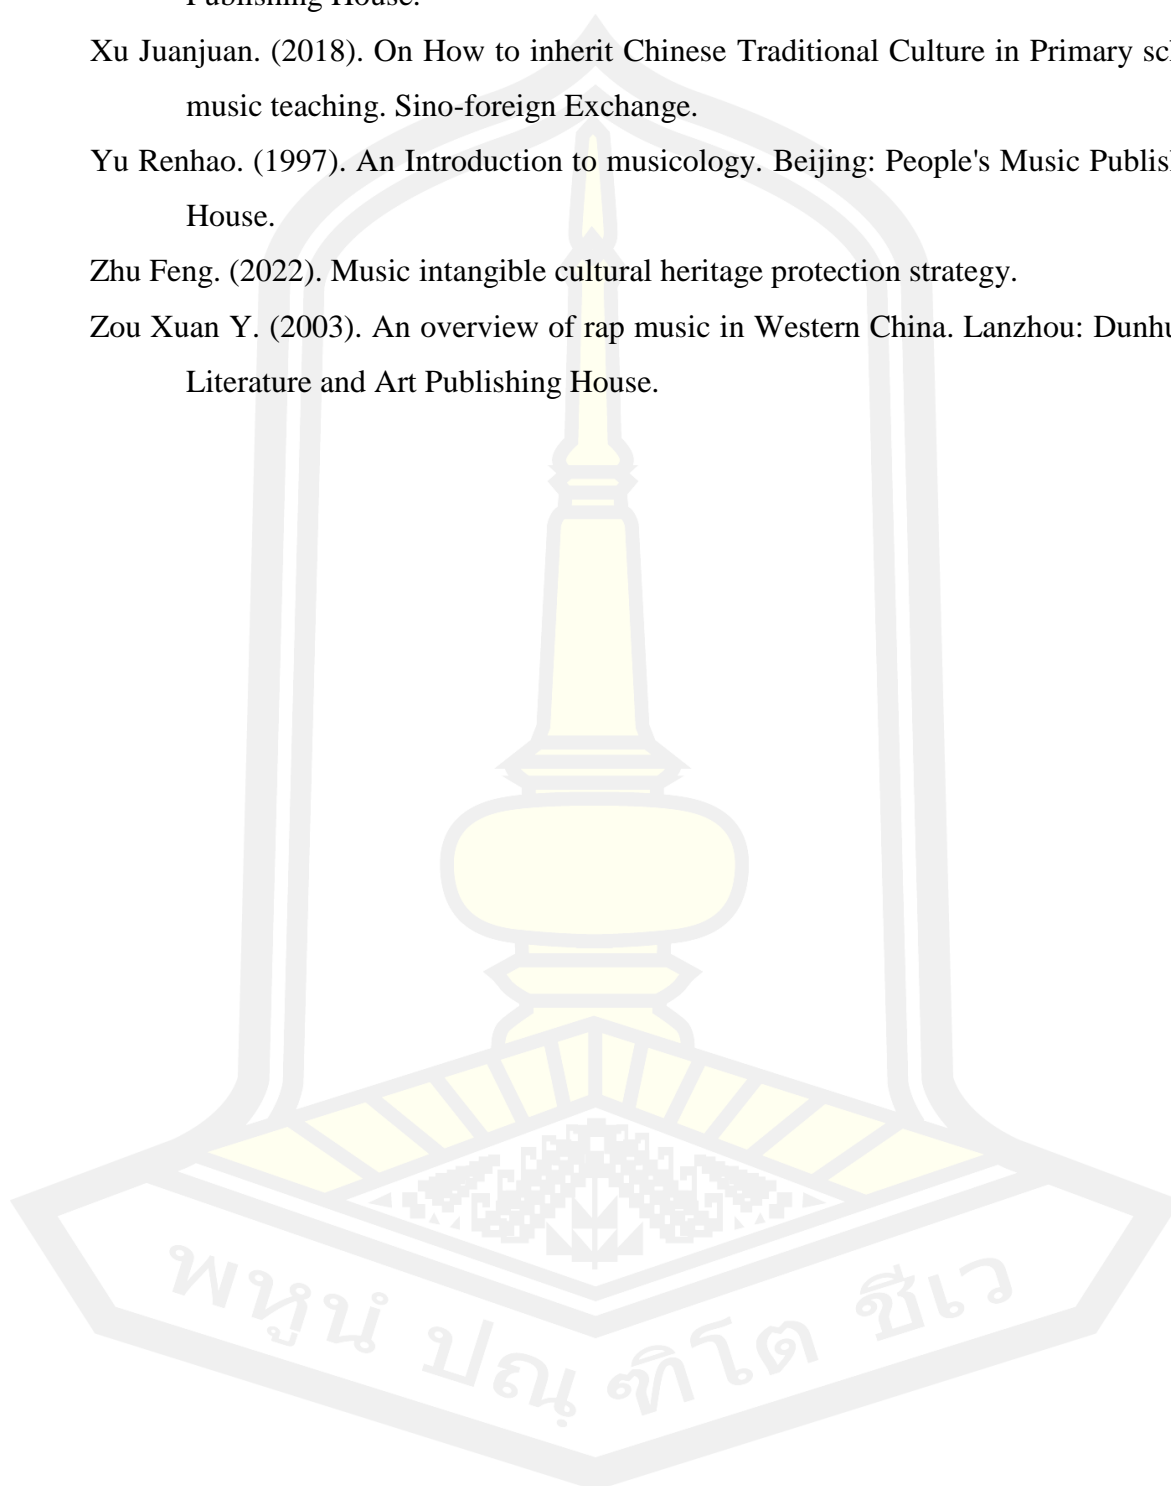 Publishing House.
Xu Juanjuan. (2018). On How to inherit Chinese Traditional Culture in Primary
music teaching. Sino-foreign Exchange.
Yu Renhao. (1997). An Introduction to musicology. Beijing: People's Music
House.
Zhu Feng. (2022). Music intangible cultural heritage protection strategy.
Zou Xuan Y. (2003). An overview of rap music in Western China. Lanzhou:
Literature and Art Publishing House.
พหูนํ ปณฺฑิโต ชีเว